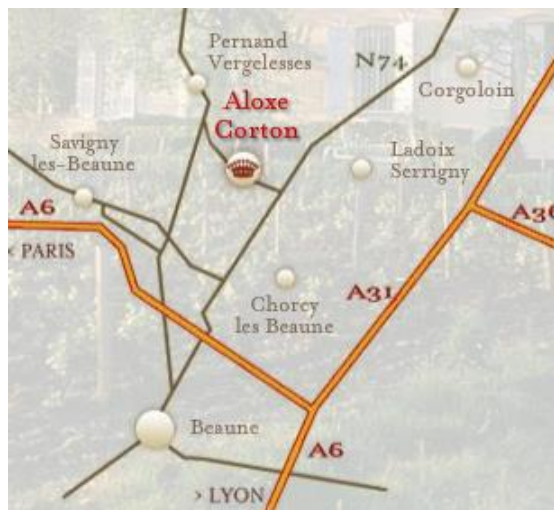 Pernand
Vergelesses
N74
Corgoloin
Aloxe
Corton
Savigny
les-Beaune
Ladoix
Serrigny
A6
A36
‹ PARIS
A31
Chorey
les Beaune
Beaune
A6
› LYON